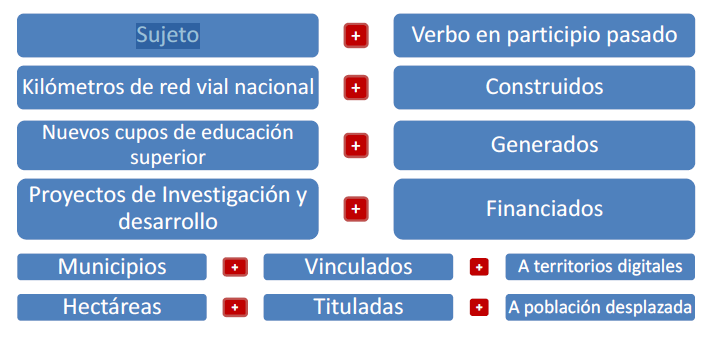 Sujeto + Verbo en participio pasado
Kilómetros de red vial nacional + Construidos
Nuevos cupos de educación
superior + Generados
Proyectos de Investigación y
desarrollo + Financiados
Municipios + Vinculados + A territorios digitales
Hectáreas + Tituladas + A población desplazada